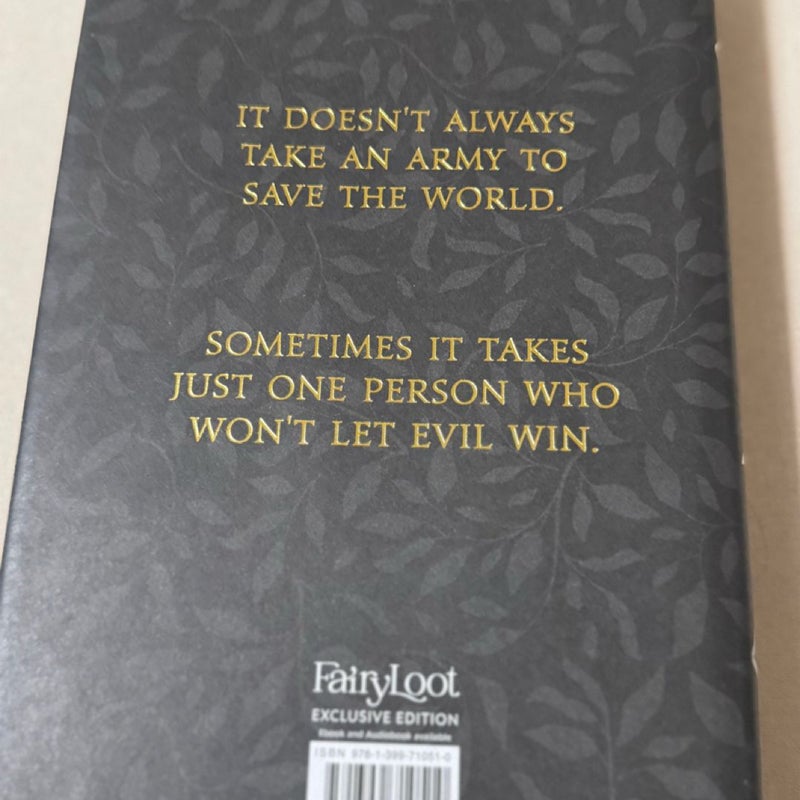 IT DOESN'T ALWAYS
TAKE AN ARMY TO
SAVE THE WORLD.
SOMETIMES IT TAKES
JUST ONE PERSON WHO
WON'T LET EVIL WIN.
FairyLoot
EXCLUSIVE EDITION
Ebook and Audiobook available
ISBN 978-1-399-71051-0